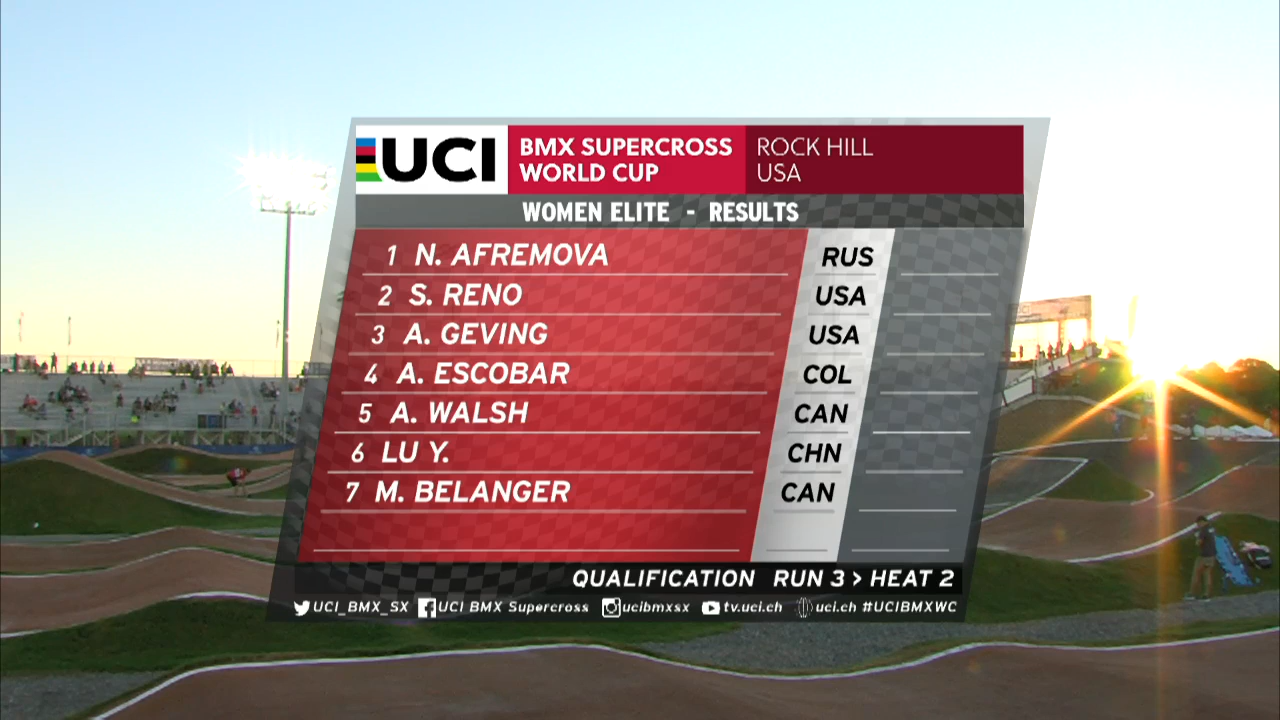 UCI
BMX SUPERCROSS
WORLD CUP
ROCK HILL
USA
WOMEN ELITE - RESULTS
1 N. AFREMOVA RUS
2 S. RENO USA
3 A. GEVING USA
4 A. ESCOBAR COL
5 A. WALSH CAN
6 LU Y. CHN
7 M. BELANGER CAN
QUALIFICATION RUN 3 > HEAT 2
UCI_BMX_SX UCI BMX Supercross ucibmxsx tv.uci.ch uci.ch #UCIBMXWC